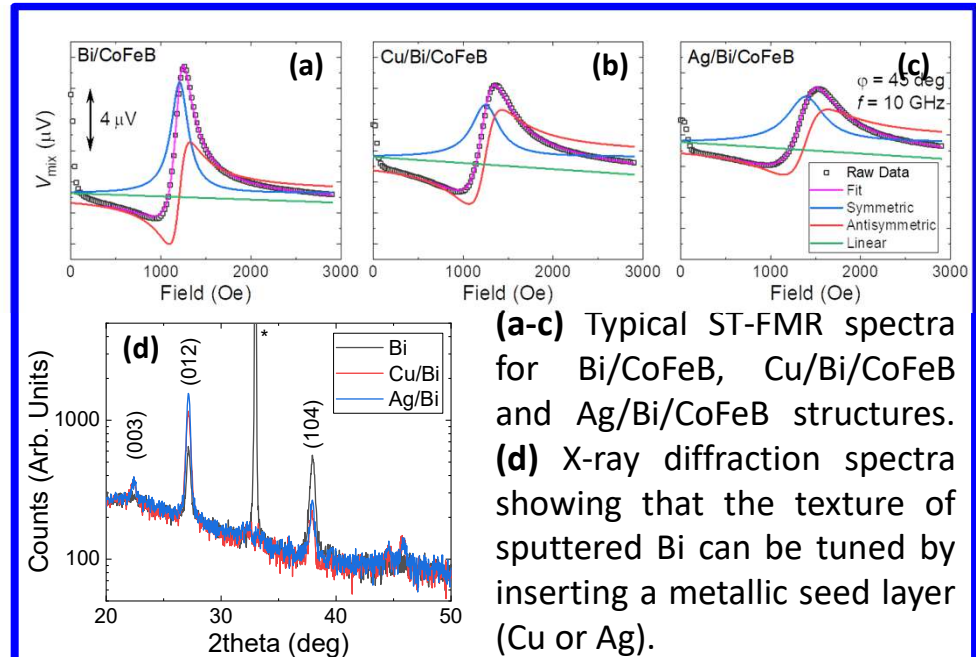 Bi/CoFeB
(a)
4 μV
V_mix (μV)
0
1000
2000
3000
Field (Oe)
Cu/Bi/CoFeB
(b)
0
1000
2000
3000
Field (Oe)
Ag/Bi/CoFeB
(c)
φ = 45 deg
f = 10 GHz
Raw Data
Fit
Symmetric
Antisymmetric
Linear
0
1000
2000
3000
Field (Oe)
(d)
Bi
Cu/Bi
Ag/Bi
*
(003)
(012)
(104)
Counts (Arb. Units)
1000
100
20
30
40
50
2theta (deg)
(a-c) Typical ST-FMR spectra
for Bi/CoFeB, Cu/Bi/CoFeB
and Ag/Bi/CoFeB structures.
(d) X-ray diffraction spectra
showing that the texture of
sputtered Bi can be tuned by
inserting a metallic seed layer
(Cu or Ag).